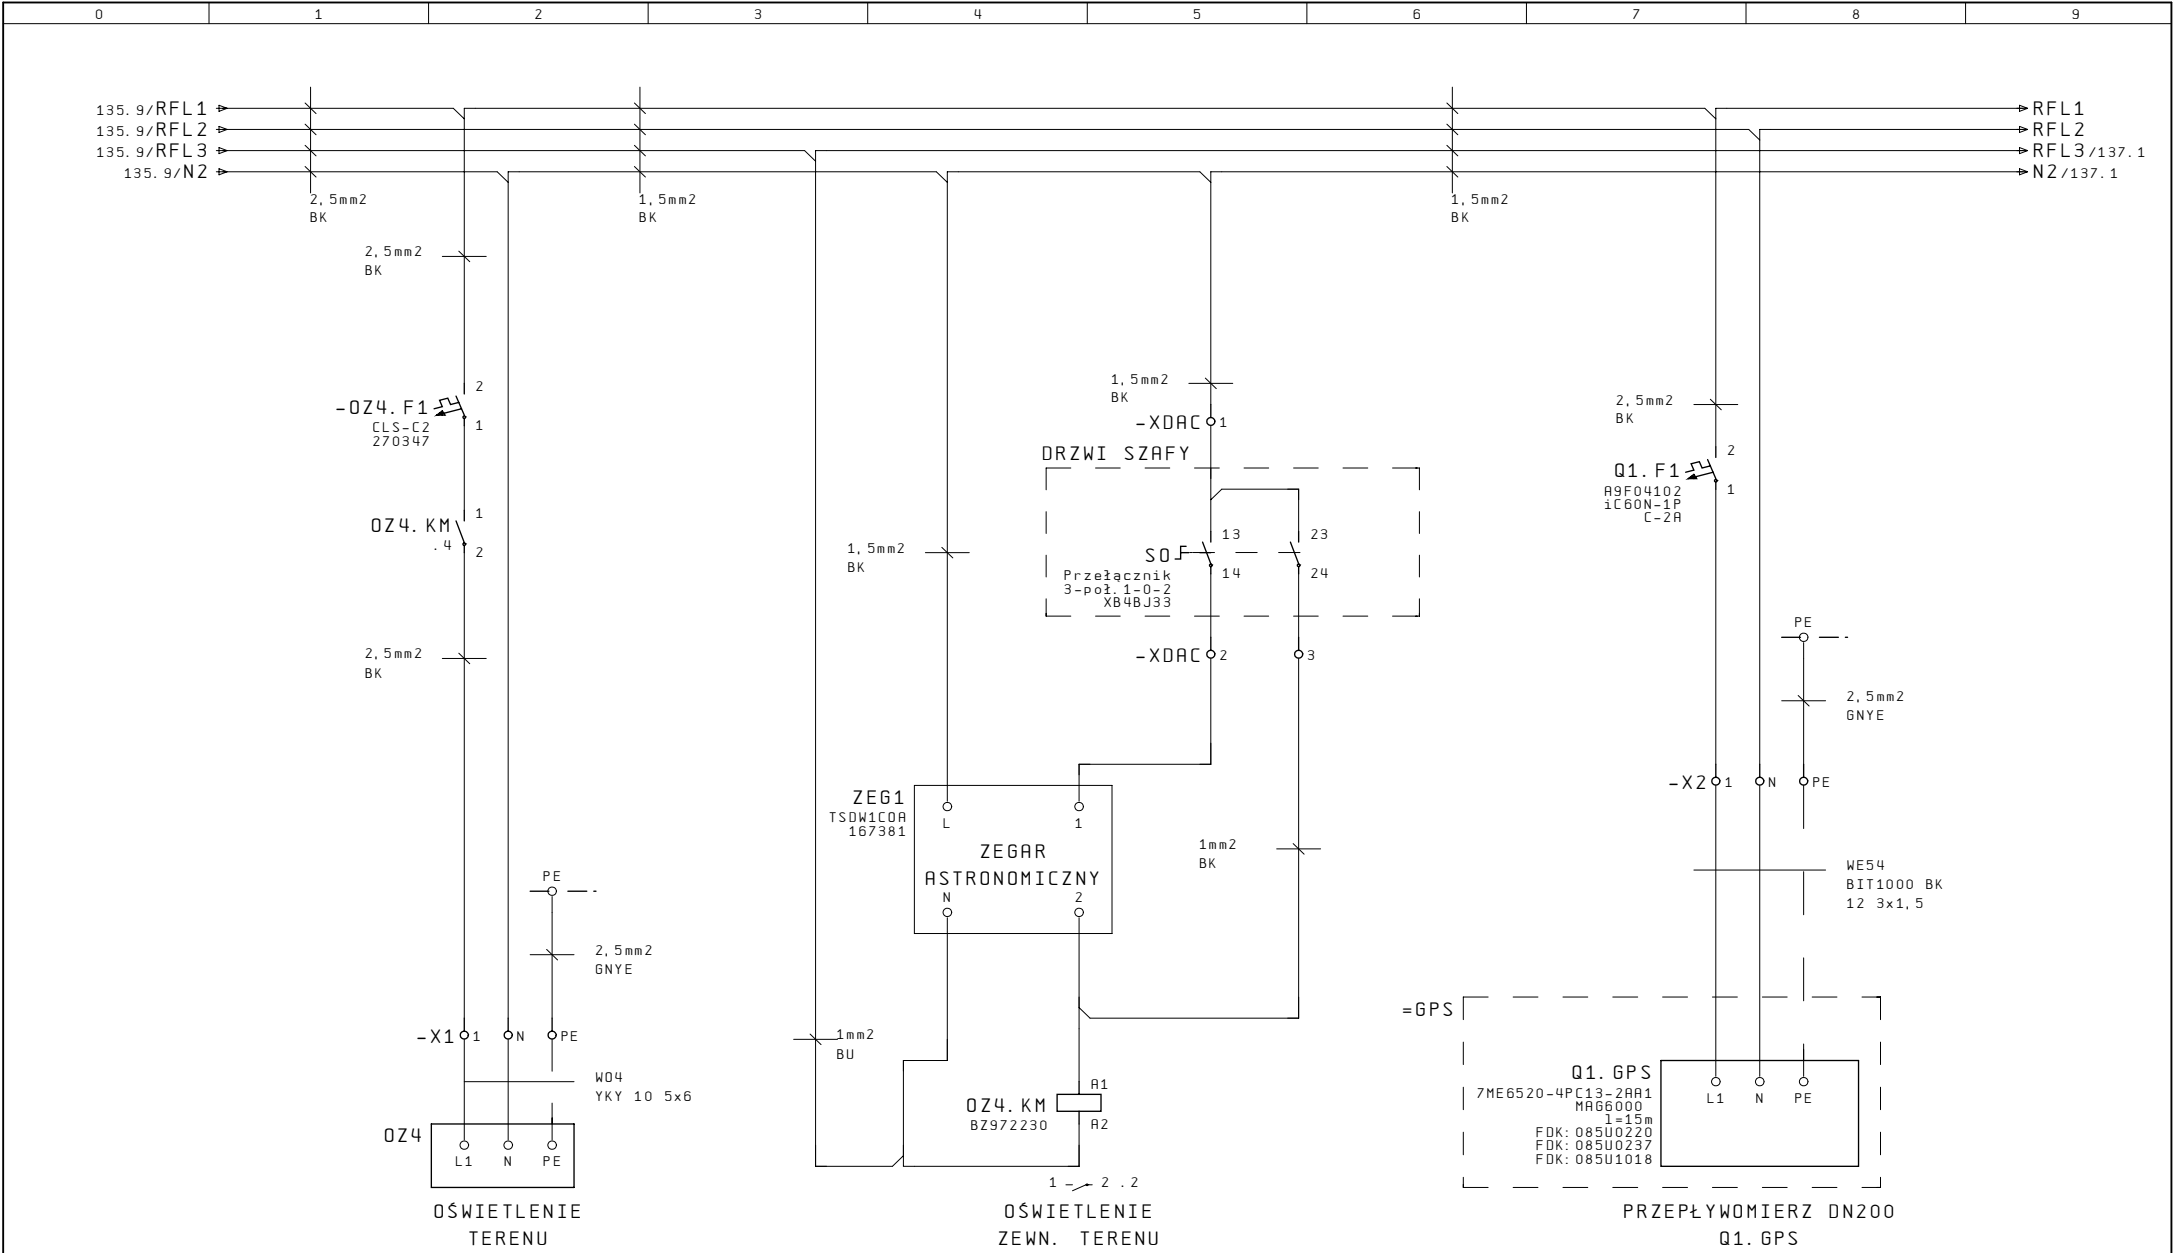 0 1 2 3 4 5 6 7 8 9
135.9/RFL1
135.9/RFL2
135.9/RFL3
135.9/N2
RFL1
RFL2
RFL3/137.1
N2/137.1
2,5mm2
BK
1,5mm2
BK
1,5mm2
BK
2,5mm2
BK
-OZ4.F1
CLS-C2
270347
2
1
OZ4.KM
.4
1
2
2,5mm2
BK
PE
2,5mm2
GNYE
-X1 1 N PE
W04
YKY 10 5x6
OZ4
L1 N PE
OŚWIETLENIE
TERENU
1,5mm2
BK
1,5mm2
BK
-XDAC 1
DRZWI SZAFY
S0
Przełącznik
3-poł.1-0-2
XB4BJ33
13
14
23
24
-XDAC 2 3
ZEG1
TSDW1COA
167381
L 1
ZEGAR
ASTRONOMICZNY
N 2
1mm2
BK
1mm2
BU
OZ4.KM
BZ972230
A1
A2
1 2 .2
OŚWIETLENIE
ZEWN. TERENU
2,5mm2
BK
Q1.F1
A9F04102
iC60N-1P
C-2A
2
1
PE
2,5mm2
GNYE
-X2 1 N PE
WE54
BIT1000 BK
12 3x1,5
=GPS
Q1.GPS
7ME6520-4PC13-2AA1
MAG6000
l=15m
FDK:085U0220
FDK:085U0237
FDK:085U1018
L1 N PE
PRZEPŁYWOMIERZ DN200
Q1.GPS